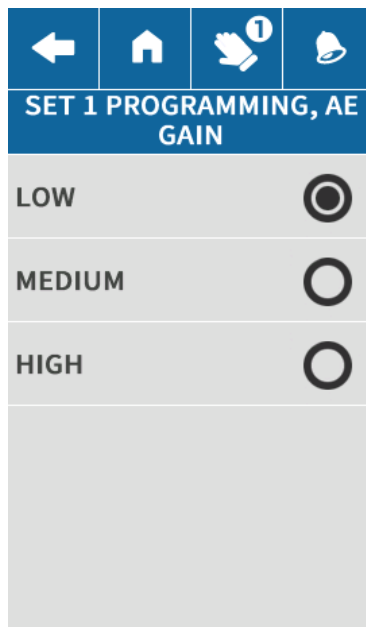 1
SET 1 PROGRAMMING, AE
GAIN
LOW
MEDIUM
HIGH